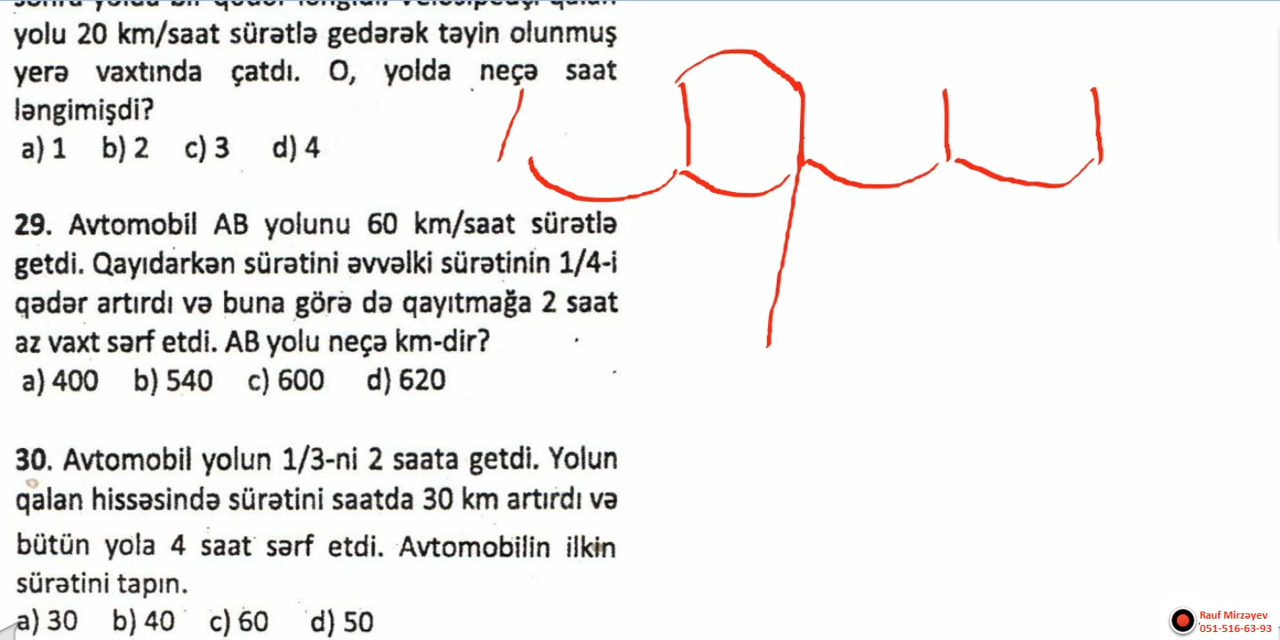 yolu 20 km/saat sürətlə gedərək təyin olunmuş
yerə vaxtında çatdı. O, yolda neçə saat
ləngimişdi?
a) 1 b) 2 c) 3 d) 4
29. Avtomobil AB yolunu 60 km/saat sürətlə
getdi. Qayıdarkən sürətini əvvəlki sürətinin 1/4-i
qədər artırdı və buna görə də qayıtmağa 2 saat
az vaxt sərf etdi. AB yolu neçə km-dir?
a) 400 b) 540 c) 600 d) 620
30. Avtomobil yolun 1/3-ni 2 saata getdi. Yolun
qalan hissəsində sürətini saatda 30 km artırdı və
bütün yola 4 saat sərf etdi. Avtomobilin ilkin
sürətini tapın.
a) 30 b) 40 c) 60 d) 50
Rauf Mirzəyev
051-516-63-93